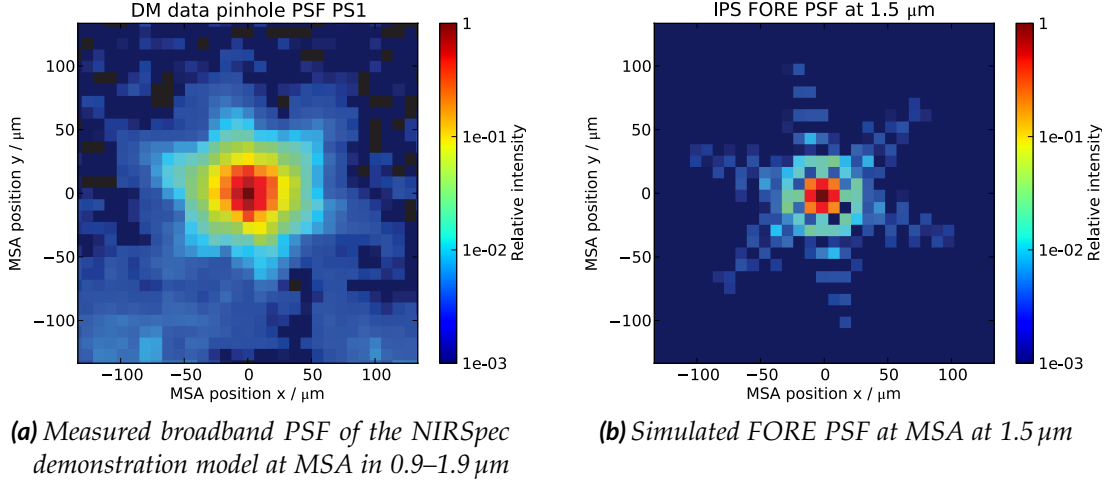 DM data pinhole PSF PS1
MSA position y / μm
100
50
0
−50
−100
−100 −50 0 50 100
MSA position x / μm
1
1e-01
1e-02
1e-03
Relative intensity
IPS FORE PSF at 1.5 μm
MSA position y / μm
100
50
0
−50
−100
−100 −50 0 50 100
MSA position x / μm
1
1e-01
1e-02
1e-03
Relative intensity
(a) Measured broadband PSF of the NIRSpec
demonstration model at MSA in 0.9–1.9 μm
(b) Simulated FORE PSF at MSA at 1.5 μm